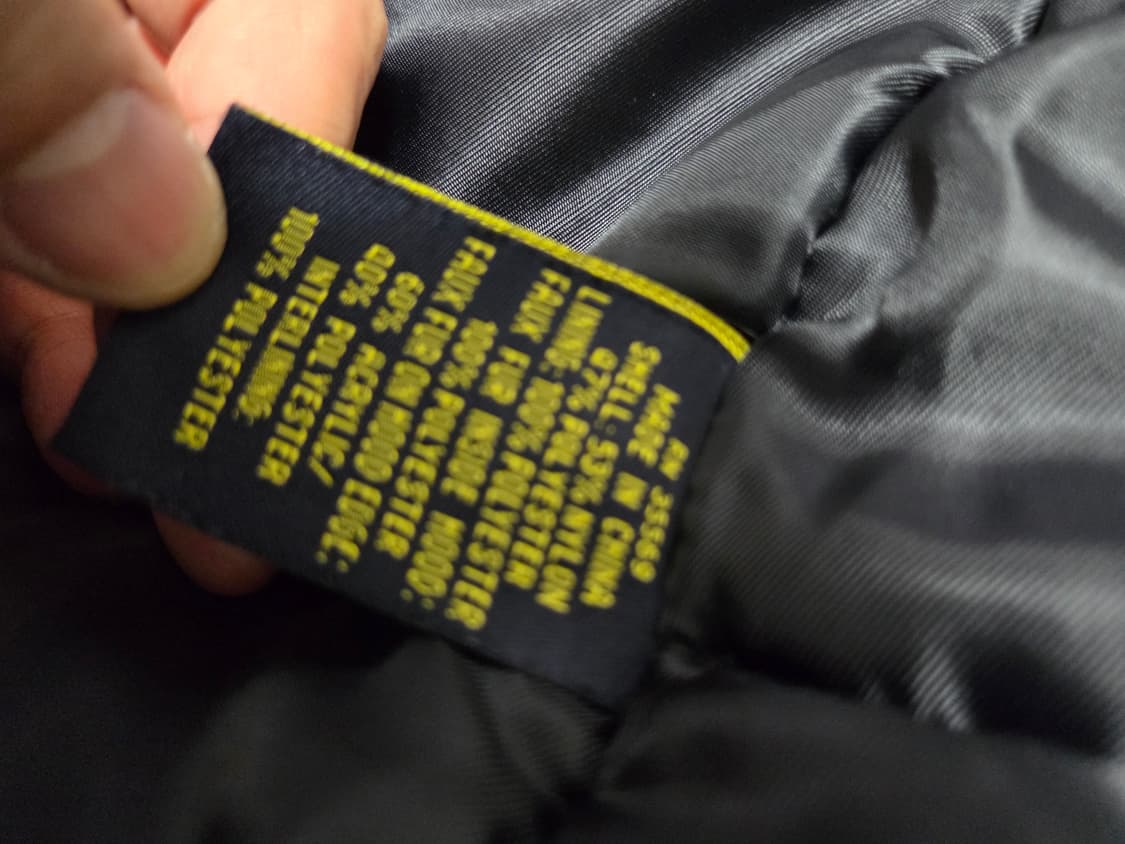 RN 35569
MADE IN CHINA
SHELL: 53% NYLON
47% POLYESTER
LINING: 100% POLYESTER
FAUX FUR INSIDE HOOD:
100% POLYESTER
FAUX FUR ON HOOD EDGE:
60% ACRYLIC/
40% POLYESTER
INTERLINING:
100% POLYESTER